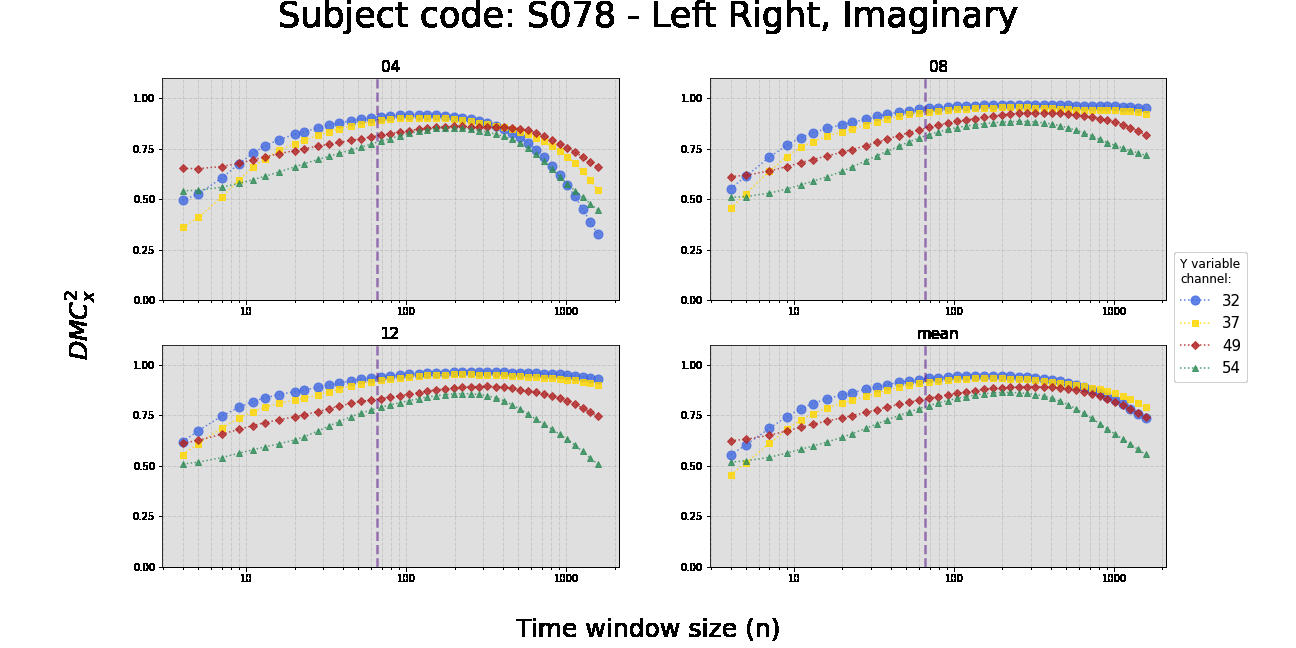 Subject code: S078 - Left Right, Imaginary
04
1.00
0.75
0.50
0.25
0.00
10 100 1000
08
1.00
0.75
0.50
0.25
0.00
10 100 1000
DMC²ₓ
12
1.00
0.75
0.50
0.25
0.00
10 100 1000
mean
1.00
0.75
0.50
0.25
0.00
10 100 1000
Y variable
channel:
32
37
49
54
Time window size (n)